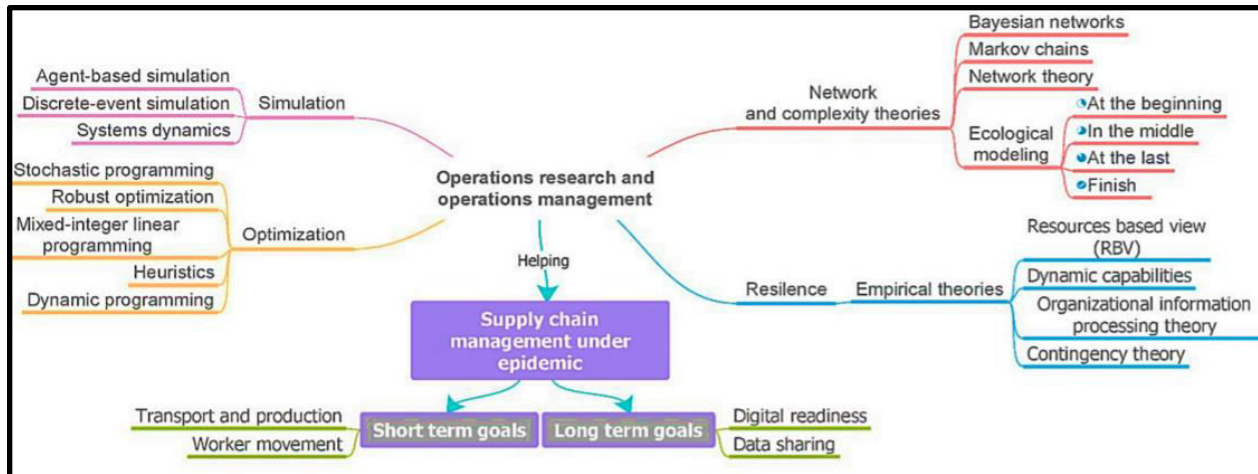 Agent-based simulation
Discrete-event simulation
Systems dynamics
Simulation
Stochastic programming
Robust optimization
Mixed-integer linear
programming
Heuristics
Dynamic programming
Optimization
Operations research and
operations management
Network
and complexity theories
Bayesian networks
Markov chains
Network theory
Ecological
modeling
At the beginning
In the middle
At the last
Finish
Resilence
Empirical theories
Resources based view
(RBV)
Dynamic capabilities
Organizational information
processing theory
Contingency theory
Helping
Supply chain
management under
epidemic
Short term goals
Transport and production
Worker movement
Long term goals
Digital readiness
Data sharing